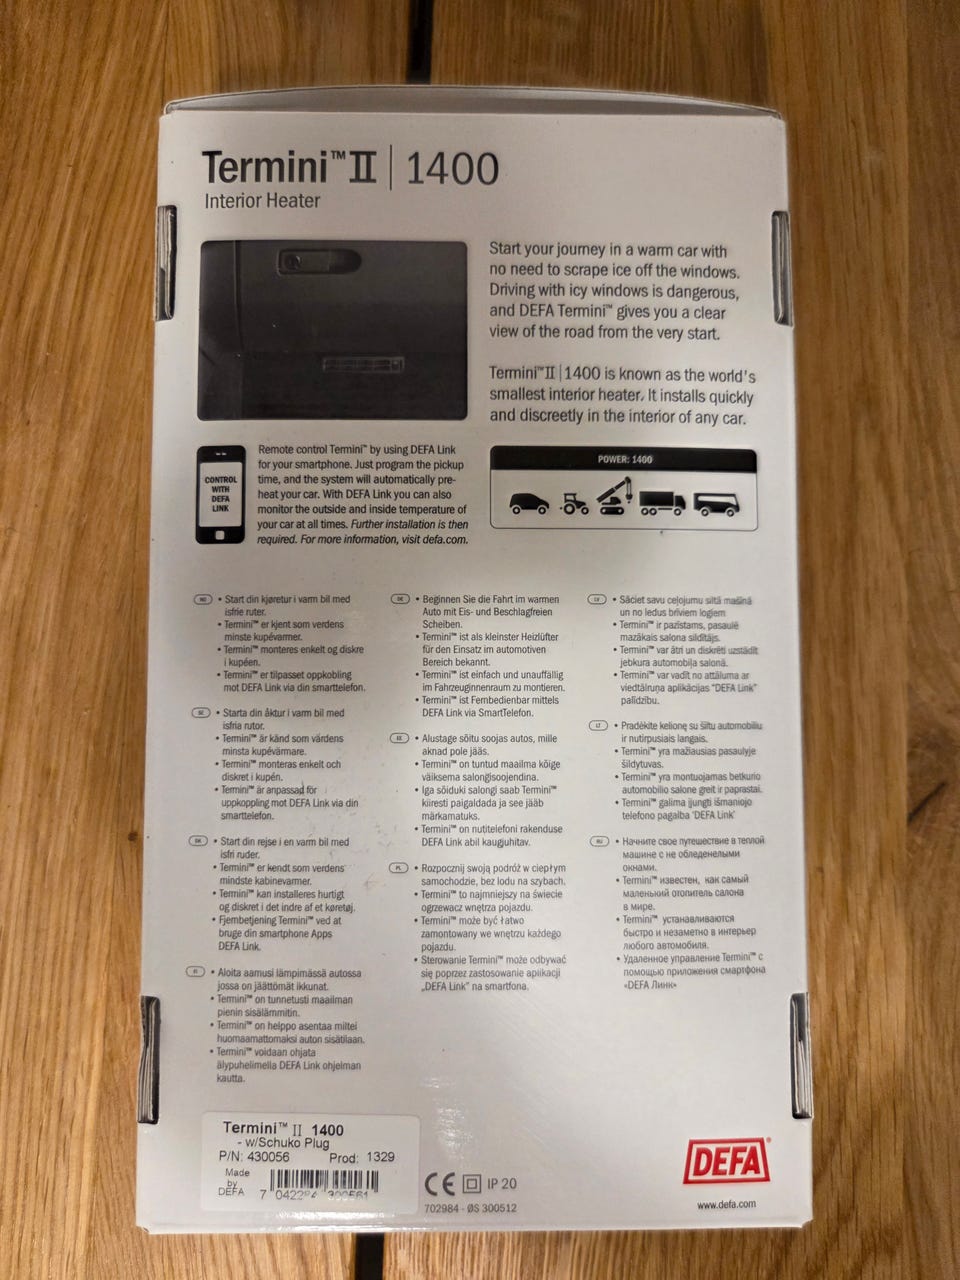 Termini™ II | 1400
Interior Heater
Start your journey in a warm car with
no need to scrape ice off the windows.
Driving with icy windows is dangerous,
and DEFA Termini™ gives you a clear
view of the road from the very start.
Termini™ II | 1400 is known as the world's
smallest interior heater. It installs quickly
and discreetly in the interior of any car.
CONTROL
WITH
DEFA
LINK
Remote control Termini™ by using DEFA Link
for your smartphone. Just program the pickup
time, and the system will automatically pre-
heat your car. With DEFA Link you can also
monitor the outside and inside temperature of
your car at all times. Further installation is then
required. For more information, visit defa.com.
POWER: 1400
NO • Start din kjøretur i varm bil med
isfrie ruter.
• Termini™ er kjent som verdens
minste kupévarmer.
• Termini™ monteres enkelt og diskre
i kupéen.
• Termini™ er tilpasset oppkobling
mot DEFA Link via din smarttelefon.
SE • Starta din åktur i varm bil med
isfria rutor.
• Termini™ är känd som världens
minsta kupévärmare.
• Termini™ monteras enkelt och
diskret i kupén.
• Termini™ är anpassad för
uppkoppling mot DEFA Link via din
smarttelefon.
DK • Start din rejse i en varm bil med
isfri ruder.
• Termini™ er kendt som verdens
mindste kabinevarmer.
• Termini™ kan installeres hurtigt
og diskret i det indre af et køretøj.
• Fjernbetjening Termini™ ved at
bruge din smartphone Apps
DEFA Link.
FI • Aloita aamusi lämpimässä autossa
jossa on jäättömät ikkunat.
• Termini™ on tunnetusti maailman
pienin sisälämmitin.
• Termini™ on helppo asentaa miltei
huomaamattomaksi auton sisätilaan.
• Termini™ voidaan ohjata
älypuhelimella DEFA Link ohjelman
kautta.
DE • Beginnen Sie die Fahrt im warmen
Auto mit Eis- und Beschlagfreien
Scheiben.
• Termini™ ist als kleinster Heizlüfter
für den Einsatz im automotiven
Bereich bekannt.
• Termini™ ist einfach und unauffällig
im Fahrzeuginnenraum zu montieren.
• Termini™ ist Fernbedienbar mittels
DEFA Link via SmartTelefon.
EE • Alustage sõitu soojas autos, mille
aknad pole jääs.
• Termini™ on tuntud maailma kõige
väiksema salongisoojendina.
• Iga sõiduki salongi saab Termini™
kiiresti paigaldada ja see jääb
märkamatuks.
• Termini™ on nutitelefoni rakenduse
DEFA Link abil kaugjuhitav.
PL • Rozpocznij swoją podróż w ciepłym
samochodzie, bez lodu na szybach.
• Termini™ to najmniejszy na świecie
ogrzewacz wnętrza pojazdu.
• Termini™ może być łatwo
zamontowany we wnętrzu każdego
pojazdu.
• Sterowanie Termini™ może odbywać
się poprzez zastosowanie aplikacji
„DEFA Link" na smartfona.
LV • Sāciet savu ceļojumu siltā mašīnā
un no ledus brīviem logiem
• Termini™ ir pazīstams, pasaulē
mazākais salona sildītājs.
• Termini™ var ātri un diskrēti uzstādīt
jebkura automobiļa salonā.
• Termini™ var vadīt no attāluma ar
viedtāIruņa aplikācijas "DEFA Link"
palīdzību.
LT • Pradėkite kelionę su šiltu automobiliu
ir nutirpusiais langais.
• Termini™ yra mažiausias pasaulyje
šildytuvas.
• Termini™ yra montuojamas betkurio
automobilio salone greit ir paprastai.
• Termini™ galima įjungti išmaniojo
telefono pagalba 'DEFA Link'
RU • Начните свое путешествие в теплой
машине с не обледенелыми
окнами.
• Termini™ известен, как самый
маленький отопитель салона
в мире.
• Termini™ устанавливаются
быстро и незаметно в интерьер
любого автомобиля.
• Удаленное управление Termini™ с
помощью приложения смартфона
«DEFA Линк»
Termini™ II 1400
- w/Schuko Plug
P/N: 430056 Prod: 1329
Made
by
DEFA
7 042294 300561
CE IP 20
702984 - ØS 300512
DEFA®
www.defa.com